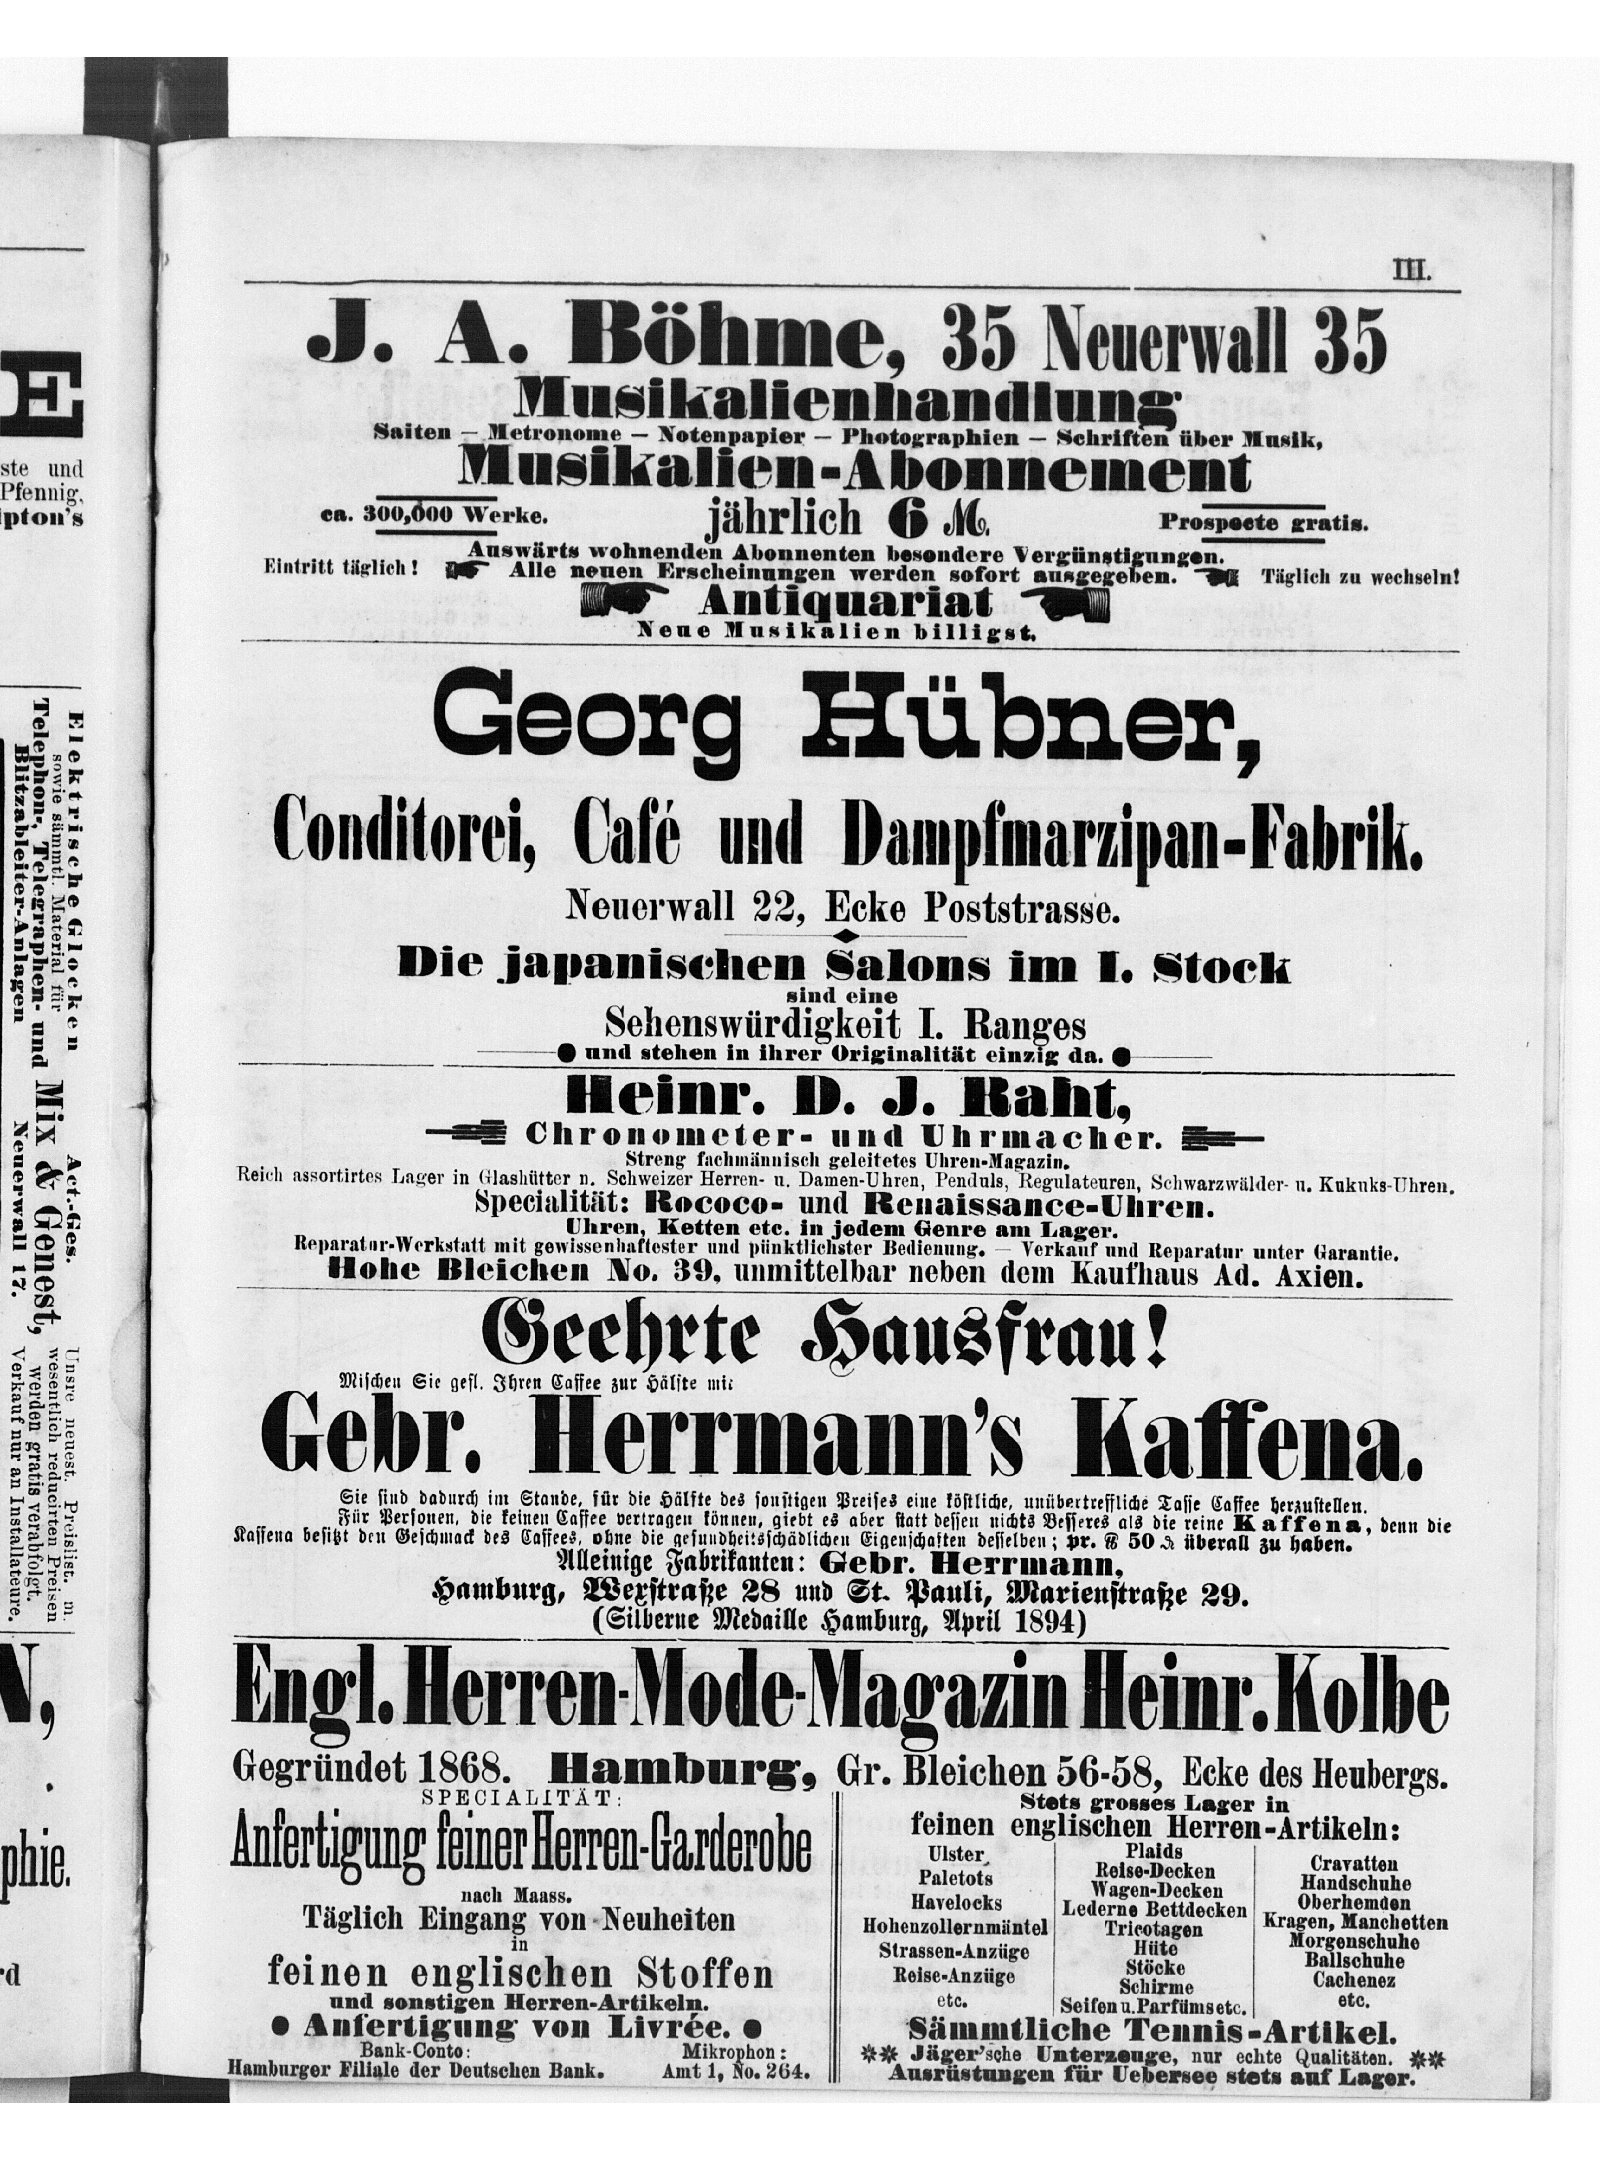 E
ste und
Pfennig,
ipton's
Elektrische Glocken
sowie sämmtl. Material für
Telephon-, Telegraphen- und
Blitzableiter-Anlagen
Act.-Ges.
Mix & Genest,
Neuerwall 17.
Unsre neuest. Preislist. m.
wesentlich reducirten Preisen
werden gratis verabfolgt.
Verkauf nur an Installateure.
N,
phie.
rd
III.
J. A. Böhme, 35 Neuerwall 35
Musikalienhandlung
Saiten — Metronome — Notenpapier — Photographien — Schriften über Musik,
Musikalien-Abonnement
ca. 300,000 Werke. jährlich 6 M. Prospecte gratis.
Auswärts wohnenden Abonnenten besondere Vergünstigungen.
Eintritt täglich! Alle neuen Erscheinungen werden sofort ausgegeben. Täglich zu wechseln!
Antiquariat
Neue Musikalien billigst.
Georg Hübner,
Conditorei, Café und Dampfmarzipan-Fabrik.
Neuerwall 22, Ecke Poststrasse.
Die japanischen Salons im I. Stock
sind eine
Sehenswürdigkeit I. Ranges
und stehen in ihrer Originalität einzig da.
Heinr. D. J. Raht,
Chronometer- und Uhrmacher.
Streng fachmännisch geleitetes Uhren-Magazin.
Reich assortirtes Lager in Glashütter n. Schweizer Herren- u. Damen-Uhren, Penduls, Regulateuren, Schwarzwälder- u. Kukuks-Uhren.
Specialität: Rococo- und Renaissance-Uhren.
Uhren, Ketten etc. in jedem Genre am Lager.
Reparatur-Werkstatt mit gewissenhaftester und pünktlichster Bedienung. — Verkauf und Reparatur unter Garantie.
Hohe Bleichen No. 39, unmittelbar neben dem Kaufhaus Ad. Axien.
Geehrte Hausfrau!
Mischen Sie gefl. Ihren Caffee zur Hälfte mit
Gebr. Herrmann's Kaffena.
Sie sind dadurch im Stande, für die Hälfte des sonstigen Preises eine köstliche, unübertreffliche Tasse Caffee herzustellen.
Für Personen, die keinen Caffee vertragen können, giebt es aber statt dessen nichts Besseres als die reine Kaffena, denn die
Kaffena besitzt den Geschmack des Caffees, ohne die gesundheitsschädlichen Eigenschaften desselben; pr. ℔ 50 ₰ überall zu haben.
Alleinige Fabrikanten: Gebr. Herrmann,
Hamburg, Wexstraße 28 und St. Pauli, Marienstraße 29.
(Silberne Medaille Hamburg, April 1894)
Engl. Herren-Mode-Magazin Heinr. Kolbe
Gegründet 1868. Hamburg, Gr. Bleichen 56-58, Ecke des Heubergs.
SPECIALITÄT:
Anfertigung feiner Herren-Garderobe
nach Maass.
Täglich Eingang von Neuheiten
in
feinen englischen Stoffen
und sonstigen Herren-Artikeln.
Anfertigung von Livrée.
Bank-Conto: Mikrophon:
Hamburger Filiale der Deutschen Bank. Amt 1, No. 264.
Stets grosses Lager in
feinen englischen Herren-Artikeln:
Ulster
Paletots
Havelocks
Hohenzollernmäntel
Strassen-Anzüge
Reise-Anzüge
etc.
Plaids
Reise-Decken
Wagen-Decken
Lederne Bettdecken
Tricotagen
Hüte
Stöcke
Schirme
Seifen u. Parfüms etc.
Cravatten
Handschuhe
Oberhemden
Kragen, Manchetten
Morgenschuhe
Ballschuhe
Cachenez
etc.
Sämmtliche Tennis-Artikel.
Jäger'sche Unterzeuge, nur echte Qualitäten.
Ausrüstungen für Uebersee stets auf Lager.